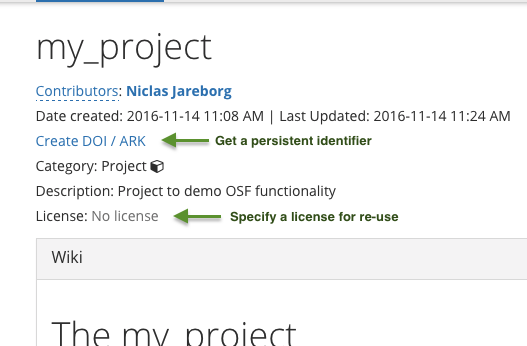 my_project
Contributors: Niclas Jareborg
Date created: 2016-11-14 11:08 AM | Last Updated: 2016-11-14 11:24 AM
Create DOI / ARK Get a persistent identifier
Category: Project
Description: Project to demo OSF functionality
License: No license Specify a license for re-use
Wiki
The my_project